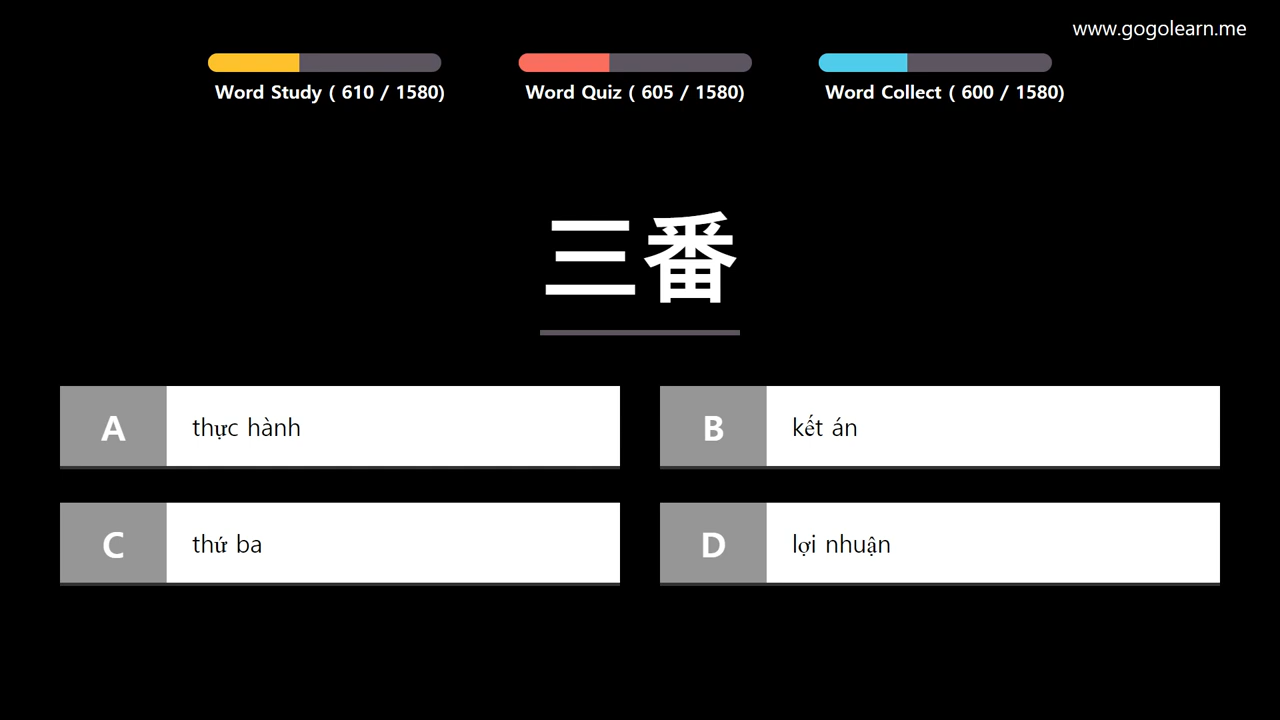 www.gogolearn.me
Word Study ( 610 / 1580)
Word Quiz ( 605 / 1580)
Word Collect ( 600 / 1580)
三番
A thực hành
B kết án
C thứ ba
D lợi nhuận